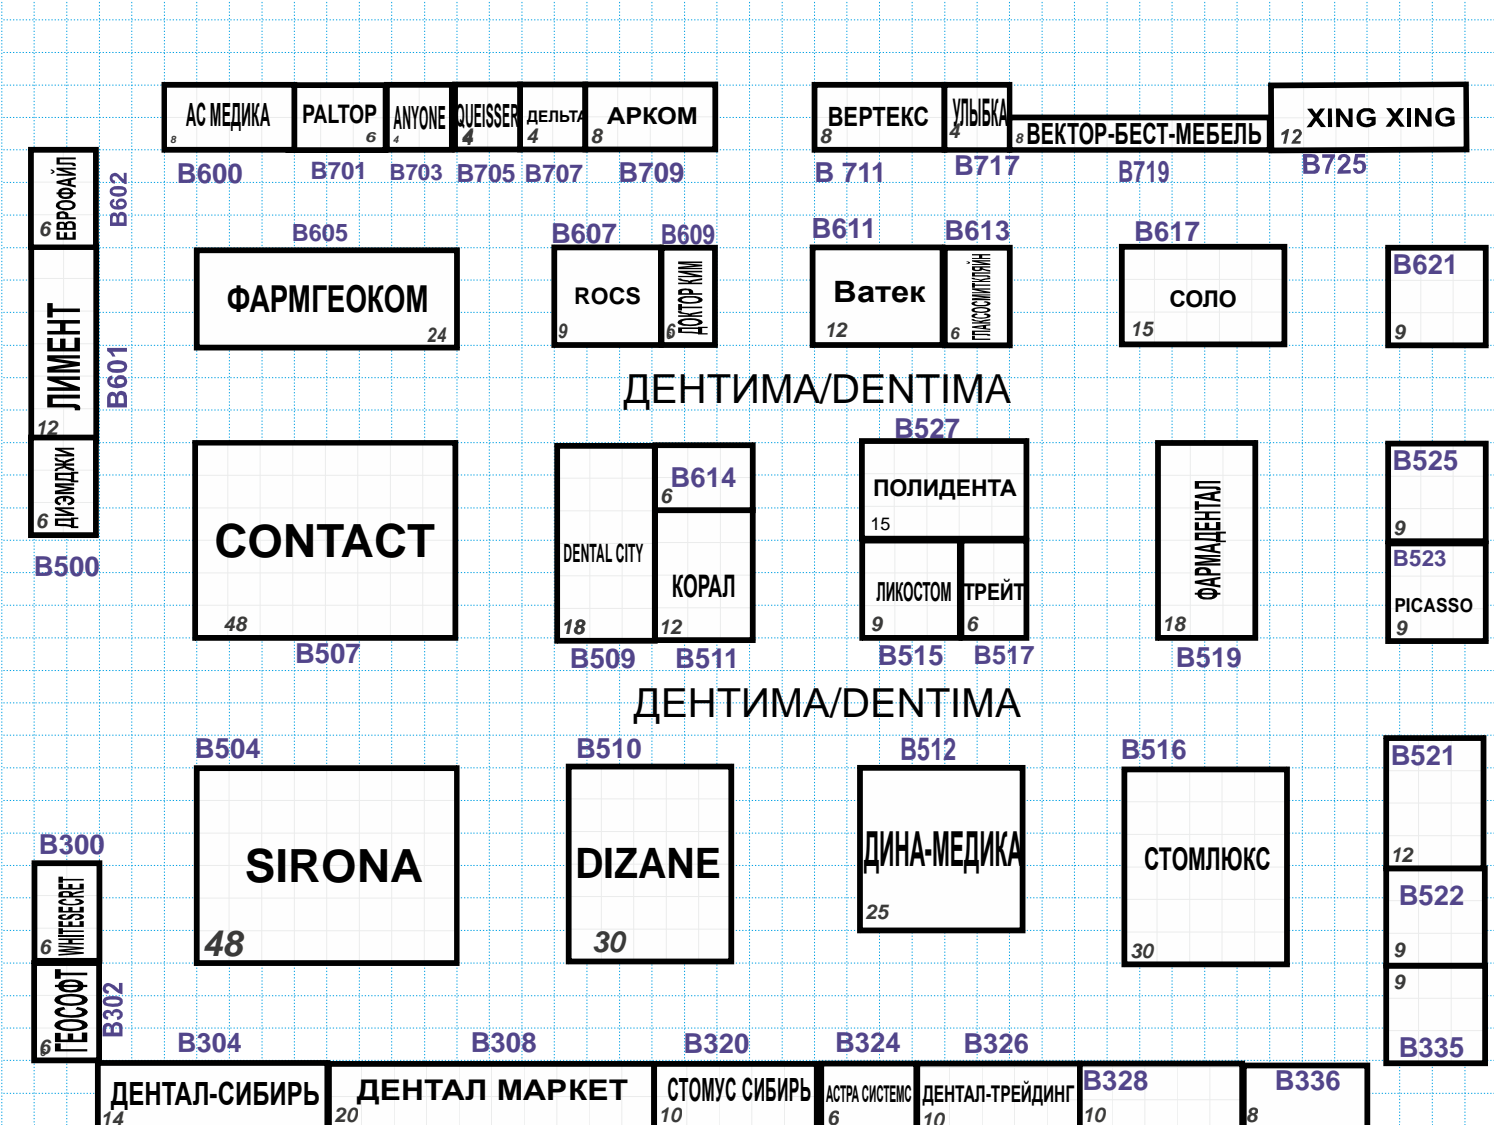 АС МЕДИКА
8
B600
PALTOP
6
B701
ANYONE
4
B703
QUEISSER
4
B705
ДЕЛЬТА
4
B707
АРКОМ
8
B709
ВЕРТЕКС
8
B 711
УЛЫБКА
4
B717
ВЕКТОР-БЕСТ-МЕБЕЛЬ
8
B719
XING XING
12
B725
ЕВРОФАЙЛ
6
B602
ЛИМЕНТ
12
B601
ДИЭМДЖИ
6
B500
B605
ФАРМГЕОКОМ
24
B607
ROCS
9
B609
ДОКТОР КИМ
6
B611
Ватек
12
B613
ГЛАКСОСМИТКЛЯЙН
6
B617
СОЛО
15
B621
9
ДЕНТИМА/DENTIMA
CONTACT
48
B507
DENTAL CITY
18
B509
B614
6
КОРАЛ
12
B511
B527
ПОЛИДЕНТА
15
ЛИКОСТОМ
9
B515
ТРЕЙТ
6
B517
ФАРМАДЕНТАЛ
18
B519
B525
9
B523
PICASSO
9
ДЕНТИМА/DENTIMA
B504
SIRONA
48
B510
DIZANE
30
B512
ДИНА-МЕДИКА
25
B516
СТОМЛЮКС
30
B521
12
B522
9
9
B335
B300
WHITESECRET
6
ГЕОСОФТ
6
B302
B304
ДЕНТАЛ-СИБИРЬ
14
B308
ДЕНТАЛ МАРКЕТ
20
B320
СТОМУС СИБИРЬ
10
B324
АСТРА СИСТЕМС
6
B326
ДЕНТАЛ-ТРЕЙДИНГ
10
B328
10
B336
8